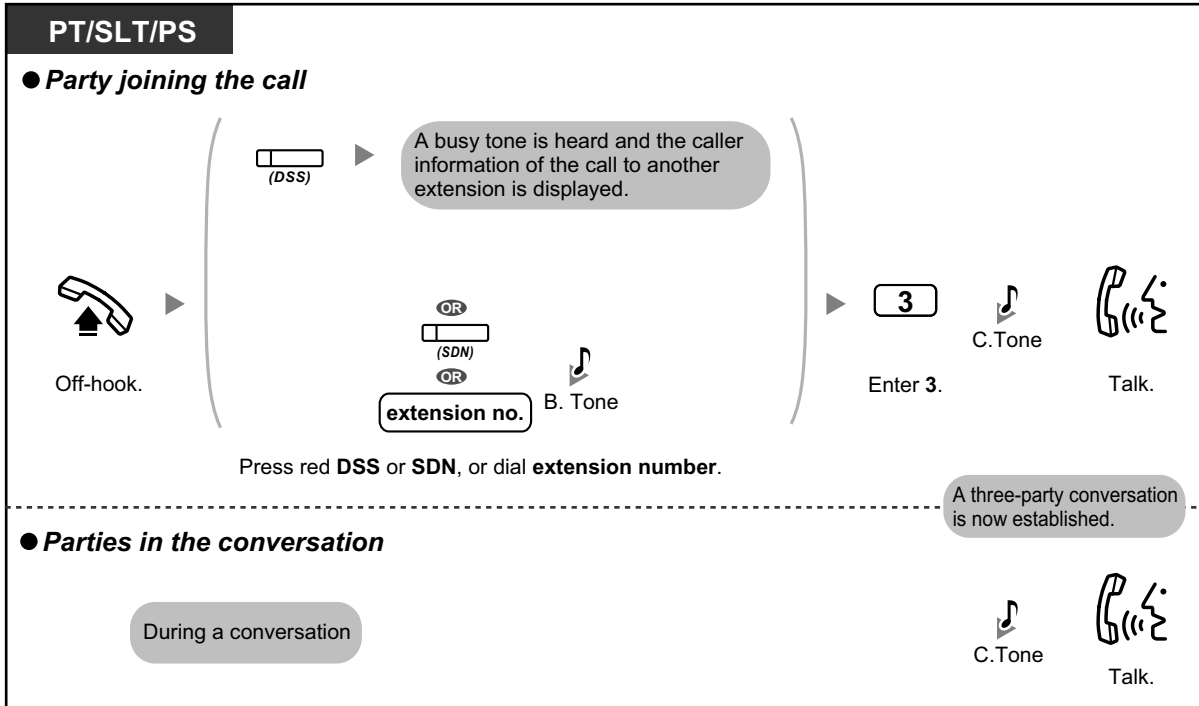 PT/SLT/PS
Party joining the call
(DSS)
A busy tone is heard and the caller
information of the call to another
extension is displayed.
OR
(SDN)
OR
extension no.
B. Tone
Off-hook.
3
C.Tone
Enter 3.
Talk.
Press red DSS or SDN, or dial extension number.
A three-party conversation
is now established.
Parties in the conversation
During a conversation
C.Tone
Talk.